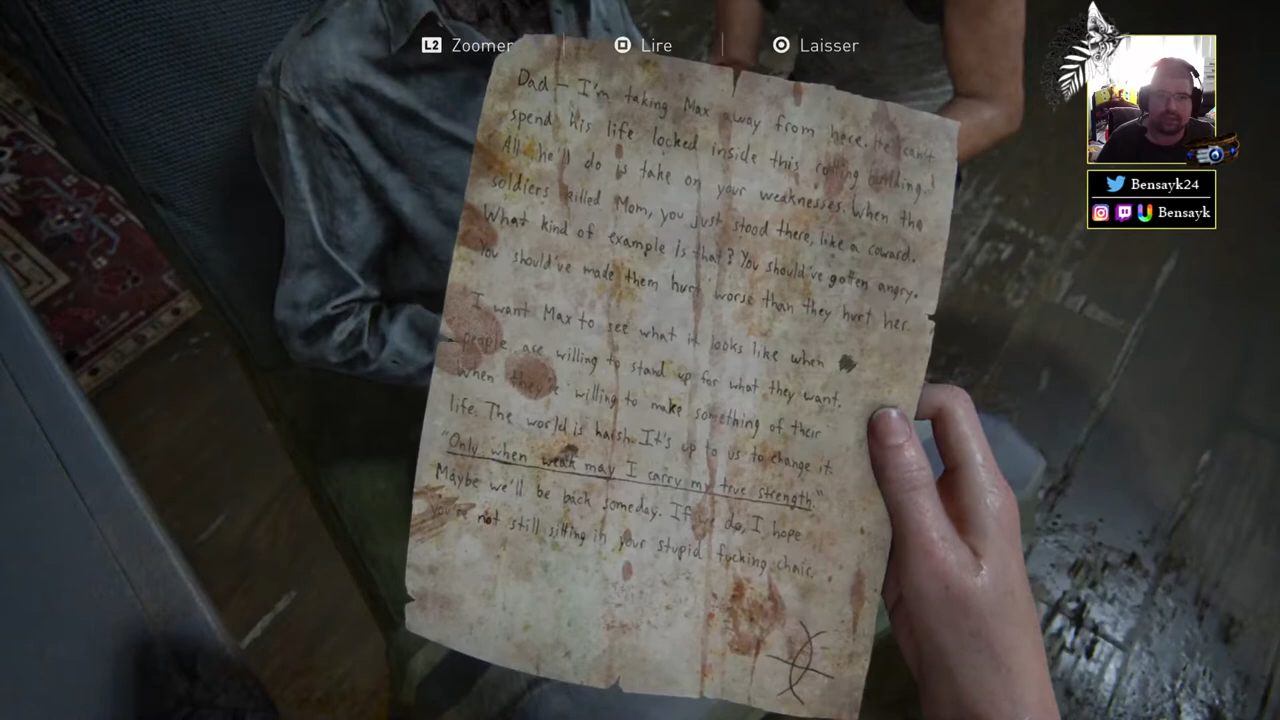 L2 Zoomer
Lire
Laisser
Dad – I'm taking Max away from here. He can't
spend his life locked inside this rotting building.
All he'll do is take on your weaknesses. When the
soldiers killed Mom, you just stood there, like a coward.
What kind of example is that? You should've gotten angry.
You should've made them hurt worse than they hurt her.
I want Max to see what it looks like when
people are willing to stand up for what they want.
When they're willing to make something of their
life. The world is harsh. It's up to us to change it.
"Only when weak may I carry my true strength."
Maybe we'll be back someday. If we do, I hope
you're not still sitting in your stupid fucking chair.
Bensayk24
Bensayk